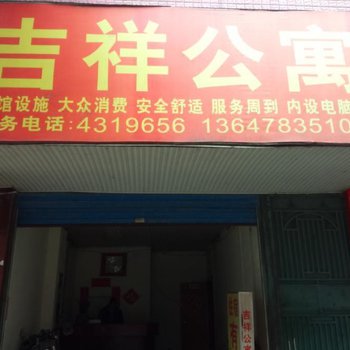 吉祥公寓
馆设施 大众消费 安全舒适 服务周到 内设电脑
务电话:4319656 1364783510
吉祥公寓